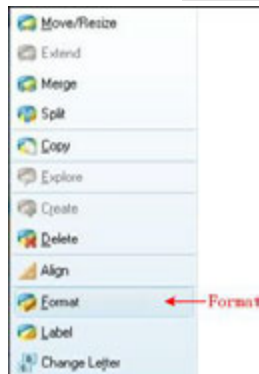 Move/Resize
Extend
Merge
Split
Copy
Explore
Create
Delete
Align
Format
Format
Label
Change Letter